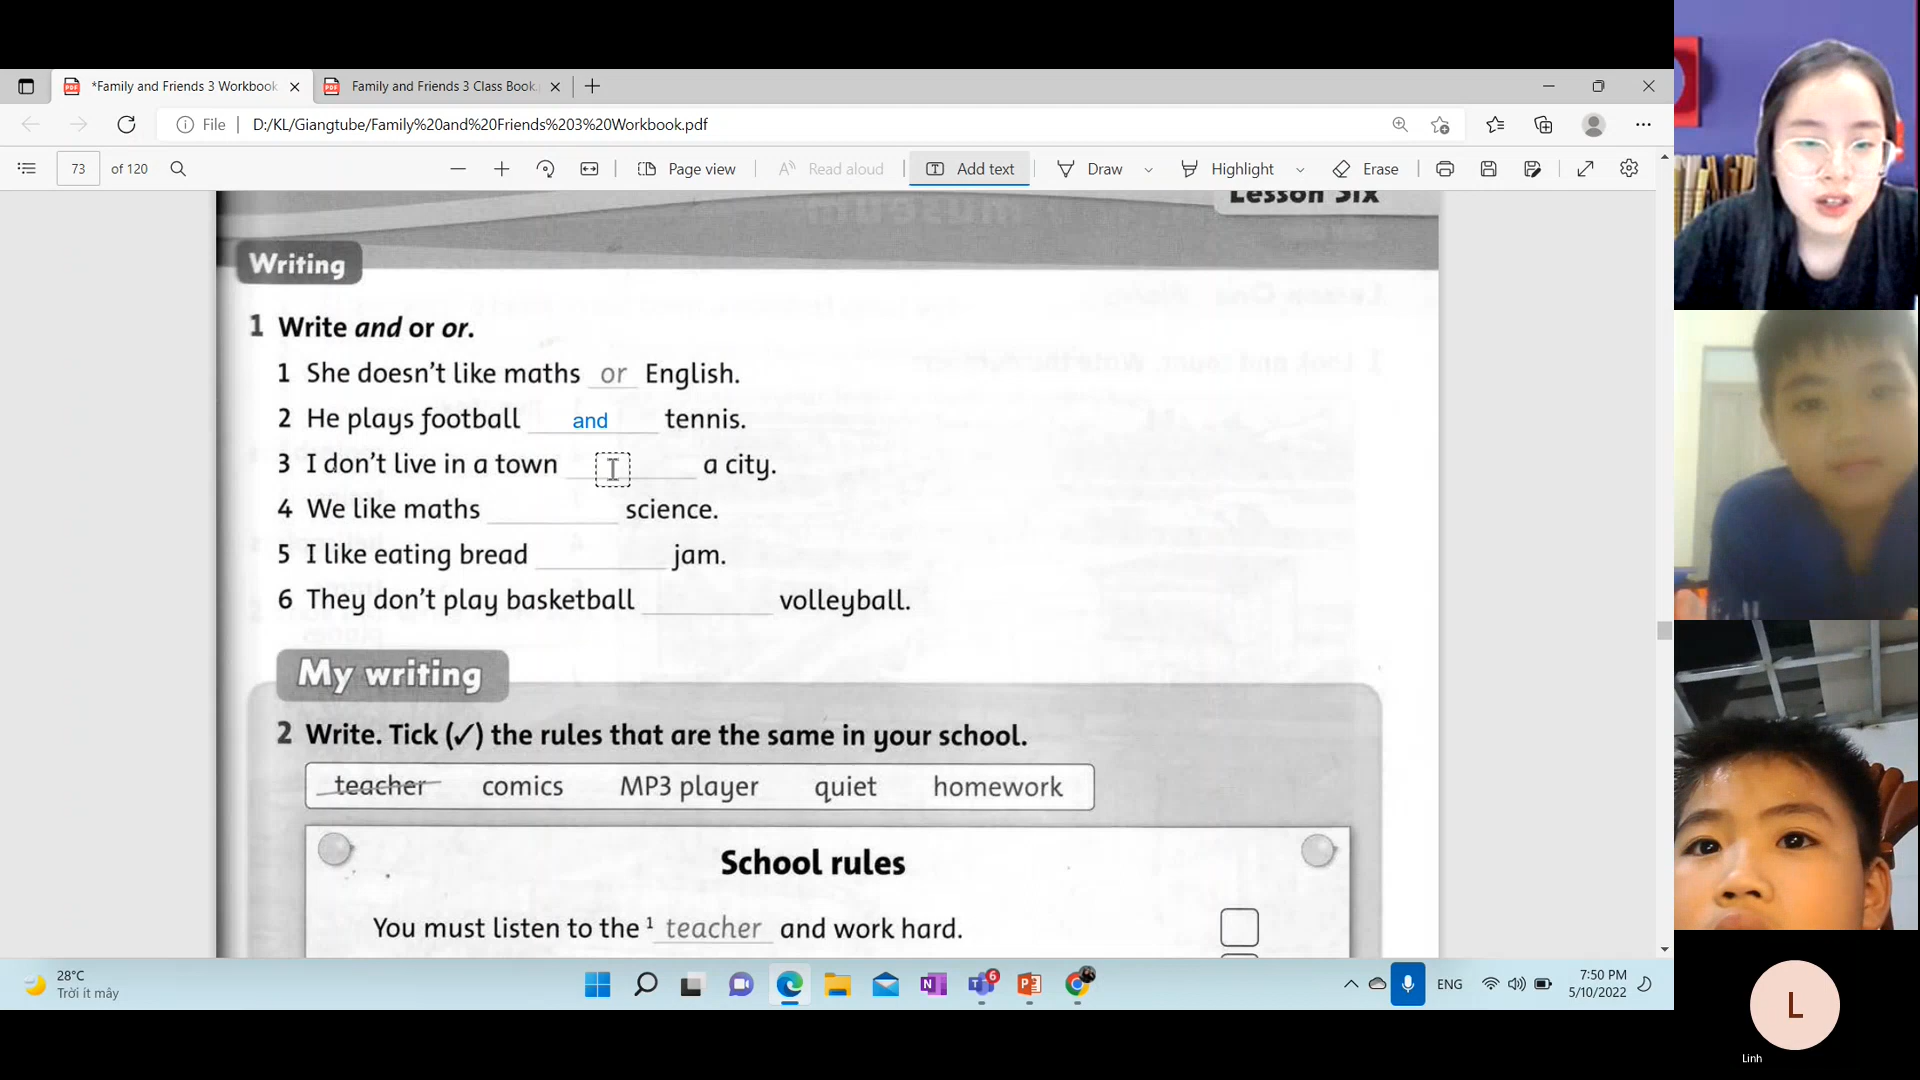 *Family and Friends 3 Workbook
Family and Friends 3 Class Book.
File
D:/KL/Giangtube/Family%20and%20Friends%203%20Workbook.pdf
73 of 120
Page view
Read aloud
Add text
Draw
Highlight
Erase
Lesson Six
Writing
1 Write and or or.
1 She doesn't like maths or English.
2 He plays football and tennis.
3 I don't live in a town ________ a city.
4 We like maths ________ science.
5 I like eating bread ________ jam.
6 They don't play basketball ________ volleyball.
My writing
2 Write. Tick (✓) the rules that are the same in your school.
teacher comics MP3 player quiet homework
School rules
You must listen to the ¹ teacher and work hard.
28°C
Trời ít mây
6
ENG
7:50 PM
5/10/2022
L
Linh